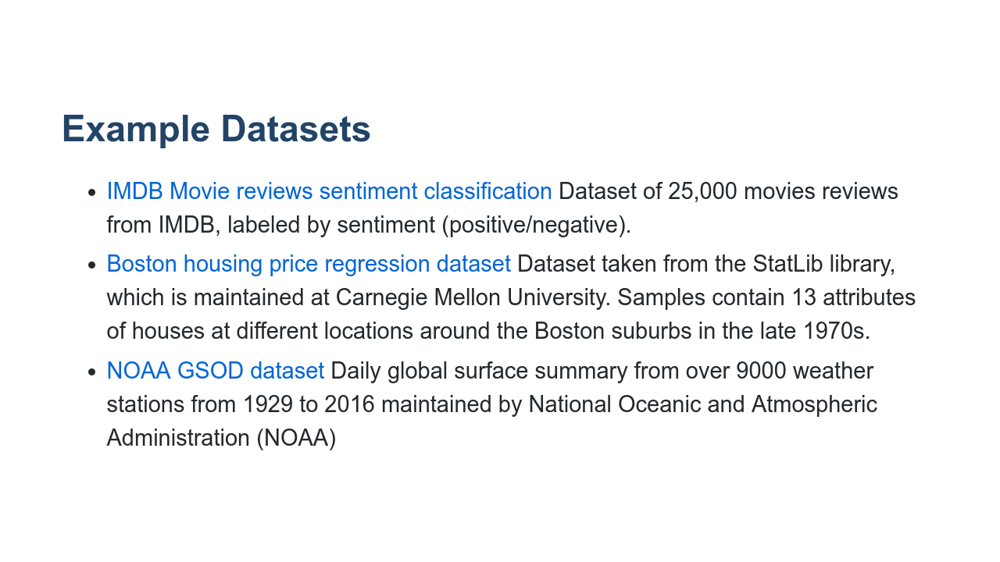 Example Datasets
• IMDB Movie reviews sentiment classification Dataset of 25,000 movies reviews
from IMDB, labeled by sentiment (positive/negative).
• Boston housing price regression dataset Dataset taken from the StatLib library,
which is maintained at Carnegie Mellon University. Samples contain 13 attributes
of houses at different locations around the Boston suburbs in the late 1970s.
• NOAA GSOD dataset Daily global surface summary from over 9000 weather
stations from 1929 to 2016 maintained by National Oceanic and Atmospheric
Administration (NOAA)